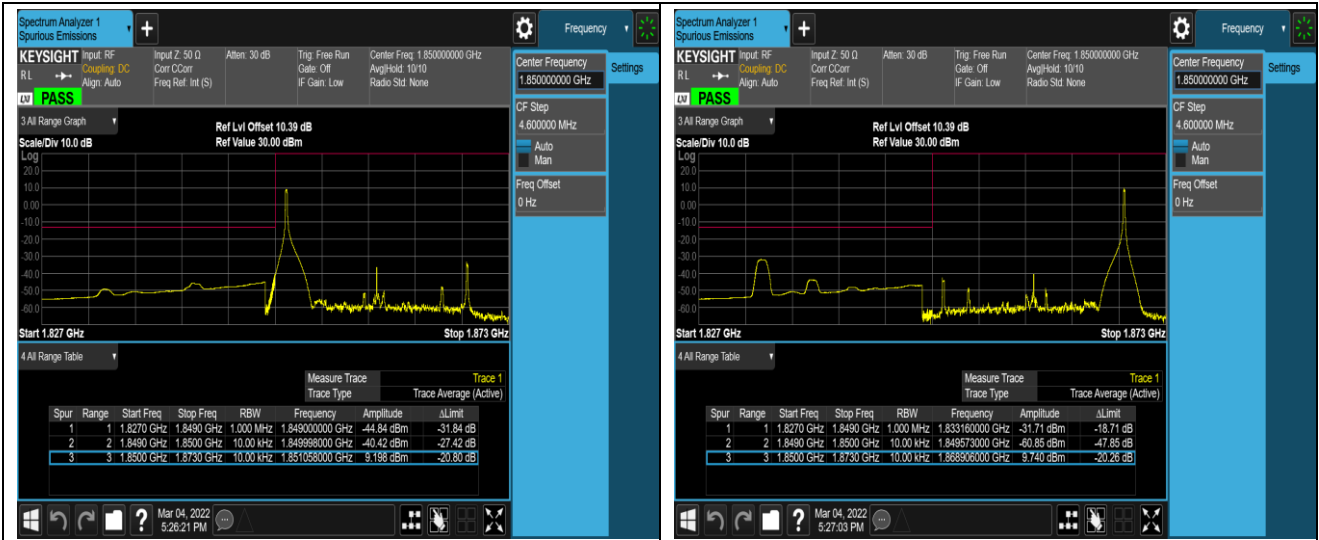 Spectrum Analyzer 1
Spurious Emissions
Frequency
KEYSIGHT Input: RF Input Z: 50 Ω Atten: 30 dB Trig: Free Run Center Freq: 1.850000000 GHz
RL Coupling: DC Corr CCorr Gate: Off Avg|Hold: 10/10
Align: Auto Freq Ref: Int (S) IF Gain: Low Radio Std: None
PASS
Center Frequency
1.850000000 GHz
Settings
CF Step
4.600000 MHz
Auto
Man
Freq Offset
0 Hz
3 All Range Graph
Ref Lvl Offset 10.39 dB
Scale/Div 10.0 dB Ref Value 30.00 dBm
Log
20.0
10.0
0.00
-10.0
-20.0
-30.0
-40.0
-50.0
-60.0
Start 1.827 GHz Stop 1.873 GHz
4 All Range Table
Measure Trace Trace 1
Trace Type Trace Average (Active)
Spur Range Start Freq Stop Freq RBW Frequency Amplitude ΔLimit
1 1 1.8270 GHz 1.8490 GHz 1.000 MHz 1.849000000 GHz -44.84 dBm -31.84 dB
2 2 1.8490 GHz 1.8500 GHz 10.00 kHz 1.849998000 GHz -40.42 dBm -27.42 dB
3 3 1.8500 GHz 1.8730 GHz 10.00 kHz 1.851058000 GHz 9.198 dBm -20.80 dB
?
Mar 04, 2022
5:26:21 PM
Spectrum Analyzer 1
Spurious Emissions
Frequency
KEYSIGHT Input: RF Input Z: 50 Ω Atten: 30 dB Trig: Free Run Center Freq: 1.850000000 GHz
RL Coupling: DC Corr CCorr Gate: Off Avg|Hold: 10/10
Align: Auto Freq Ref: Int (S) IF Gain: Low Radio Std: None
PASS
Center Frequency
1.850000000 GHz
Settings
CF Step
4.600000 MHz
Auto
Man
Freq Offset
0 Hz
3 All Range Graph
Ref Lvl Offset 10.39 dB
Scale/Div 10.0 dB Ref Value 30.00 dBm
Log
20.0
10.0
0.00
-10.0
-20.0
-30.0
-40.0
-50.0
-60.0
Start 1.827 GHz Stop 1.873 GHz
4 All Range Table
Measure Trace Trace 1
Trace Type Trace Average (Active)
Spur Range Start Freq Stop Freq RBW Frequency Amplitude ΔLimit
1 1 1.8270 GHz 1.8490 GHz 1.000 MHz 1.833160000 GHz -31.71 dBm -18.71 dB
2 2 1.8490 GHz 1.8500 GHz 10.00 kHz 1.849573000 GHz -60.85 dBm -47.85 dB
3 3 1.8500 GHz 1.8730 GHz 10.00 kHz 1.868906000 GHz 9.740 dBm -20.26 dB
?
Mar 04, 2022
5:27:03 PM